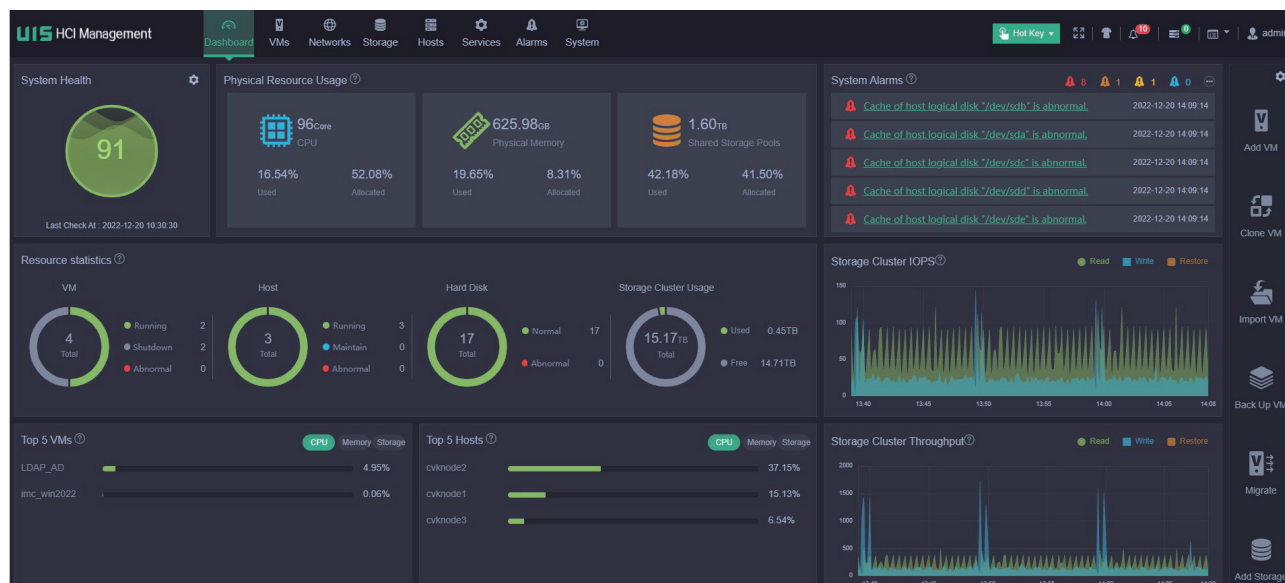 UIS HCI Management
Dashboard
VMs
Networks
Storage
Hosts
Services
Alarms
System
Hot Key
10
0
admin
System Health
91
Last Check At : 2022-12-20 10:30:30
Physical Resource Usage
96Core
CPU
16.54%
52.08%
Used
Allocated
625.98GB
Physical Memory
19.65%
8.31%
Used
Allocated
1.60TB
Shared Storage Pools
42.18%
41.50%
Used
Allocated
System Alarms
8
1
1
0
Cache of host logical disk "/dev/sdb" is abnormal. 2022-12-20 14:09:14
Cache of host logical disk "/dev/sda" is abnormal. 2022-12-20 14:09:14
Cache of host logical disk "/dev/sdc" is abnormal. 2022-12-20 14:09:14
Cache of host logical disk "/dev/sdd" is abnormal. 2022-12-20 14:09:14
Cache of host logical disk "/dev/sde" is abnormal. 2022-12-20 14:09:14
Add VM
Clone VM
Import VM
Back Up VM
Migrate
Add Storage
Resource statistics
VM
4
Total
Running 2
Shutdown 2
Abnormal 0
Host
3
Total
Running 3
Maintain 0
Abnormal 0
Hard Disk
17
Total
Normal 17
Abnormal 0
Storage Cluster Usage
15.17TB
Total
Used 0.45TB
Free 14.71TB
Storage Cluster IOPS
Read
Write
Restore
150
100
50
0
13:40 13:45 13:50 13:55 14:00 14:05 14:08
Top 5 VMs
CPU Memory Storage
LDAP_AD 4.95%
imc_win2022 0.06%
Top 5 Hosts
CPU Memory Storage
cvknode2 37.15%
cvknode1 15.13%
cvknode3 6.54%
Storage Cluster Throughput
Read
Write
Restore
2000
1500
1000
500
0